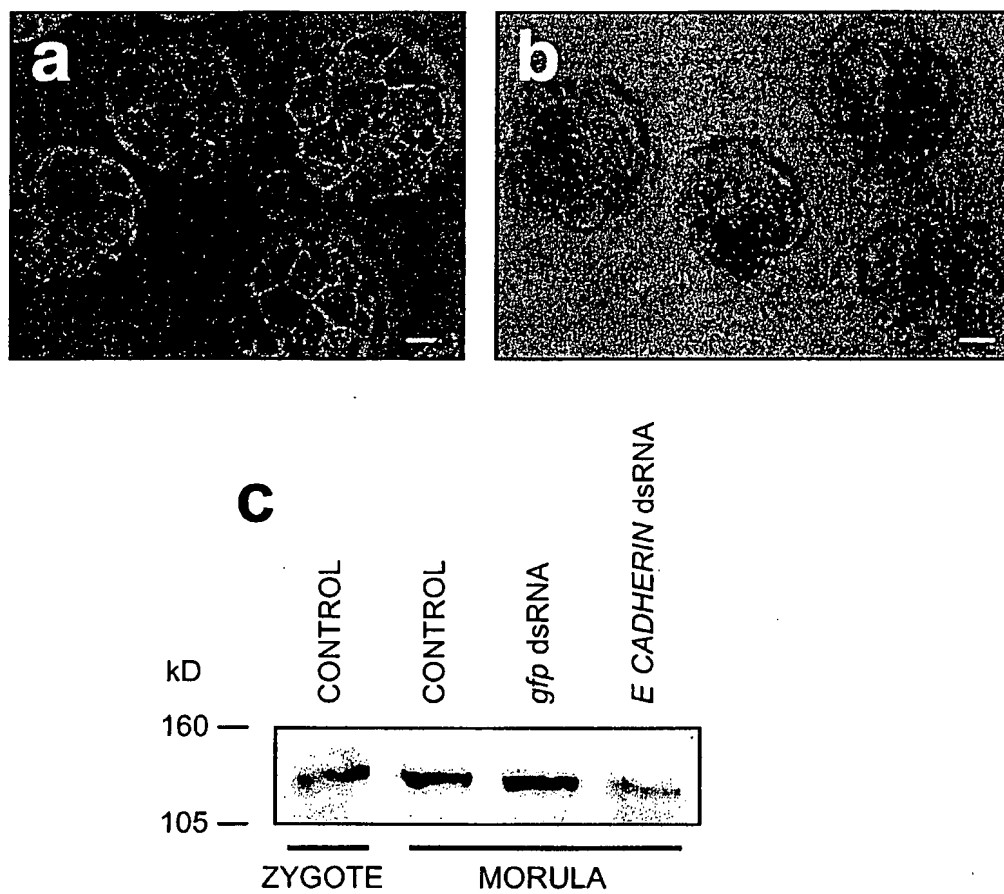 a
b
c
CONTROL
CONTROL
gfp dsRNA
E CADHERIN dsRNA
kD
160
105
ZYGOTE
MORULA